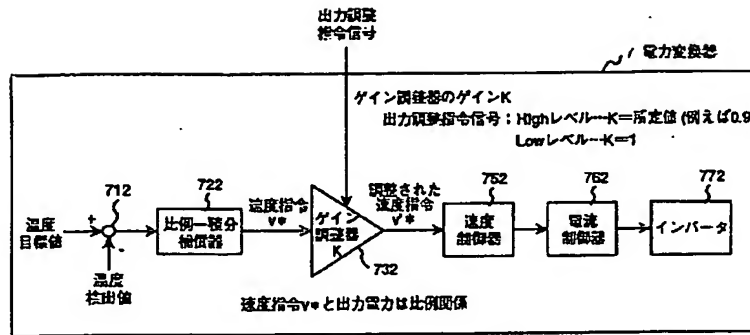 出力調整
指令信号
1 電力変換器
ゲイン調整器のゲインK
出力調整指令信号：Highレベル…K=所定値 (例えば0.9
Lowレベル…K=1
712
722
速度指令
v*
調整された
速度指令
v'*
752
762
772
温度
目標値
+
-
比例－積分
補償器
ゲイン
調整器
K
速度
制御器
電流
制御器
インバータ
温度
検出値
732
速度指令v*と出力電力は比例関係